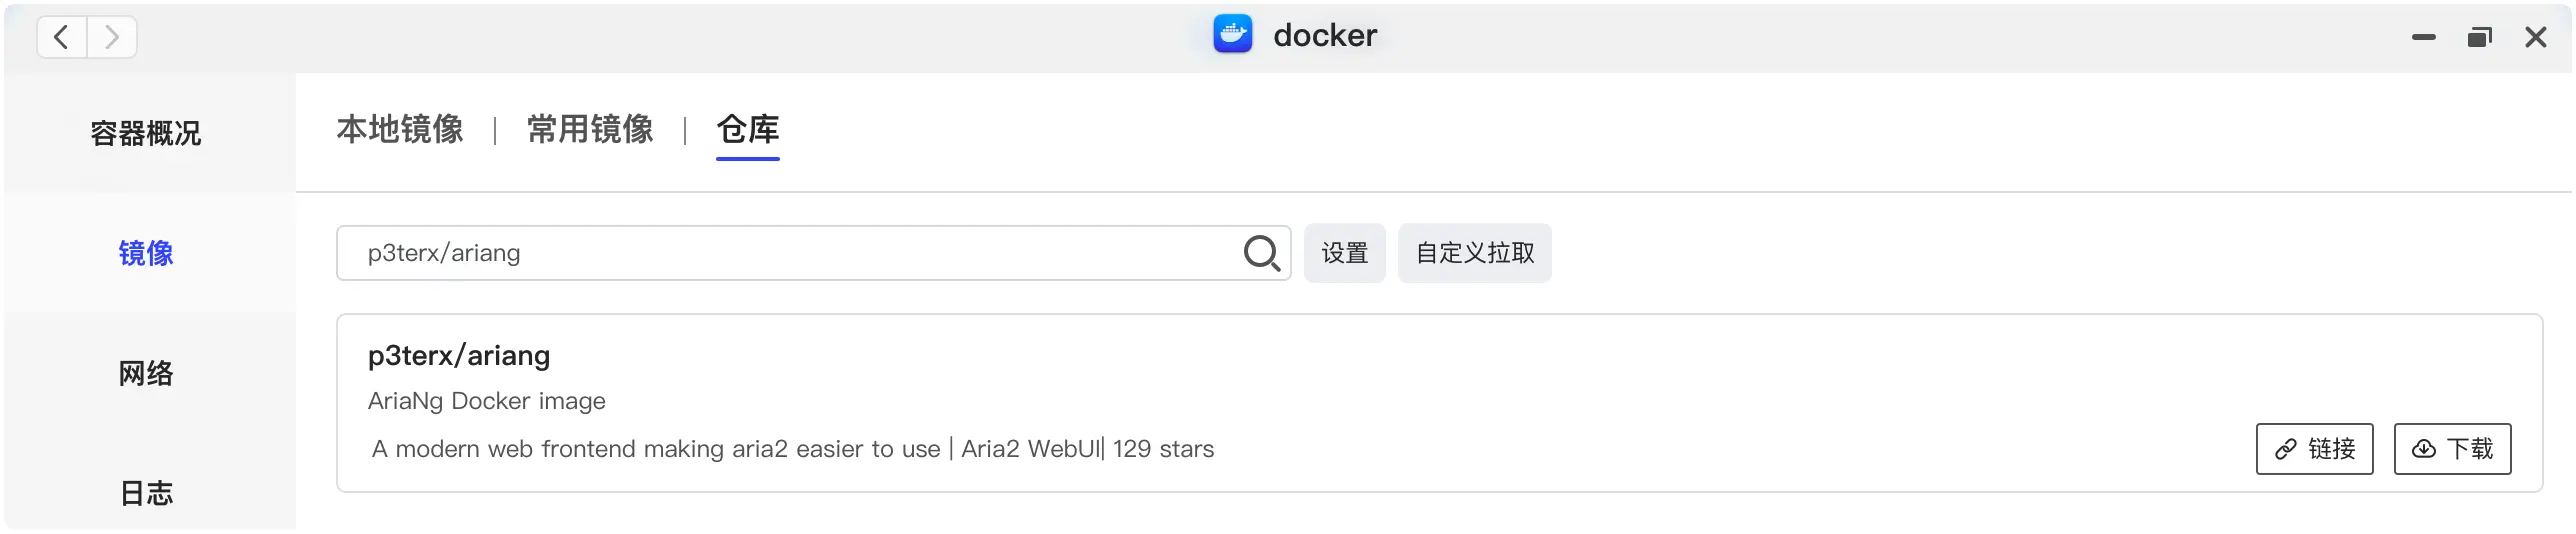 docker
容器概况
镜像
网络
日志
本地镜像 | 常用镜像 | 仓库
p3terx/ariang
设置
自定义拉取
p3terx/ariang
AriaNg Docker image
A modern web frontend making aria2 easier to use | Aria2 WebUI| 129 stars
链接
下载